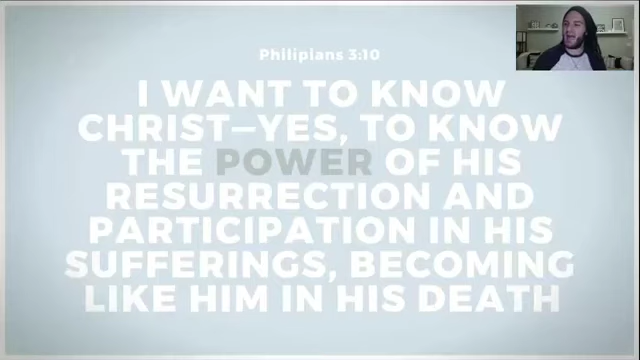 Philipians 3:10
I WANT TO KNOW
CHRIST—YES, TO KNOW
THE POWER OF HIS
RESURRECTION AND
PARTICIPATION IN HIS
SUFFERINGS, BECOMING
LIKE HIM IN HIS DEATH